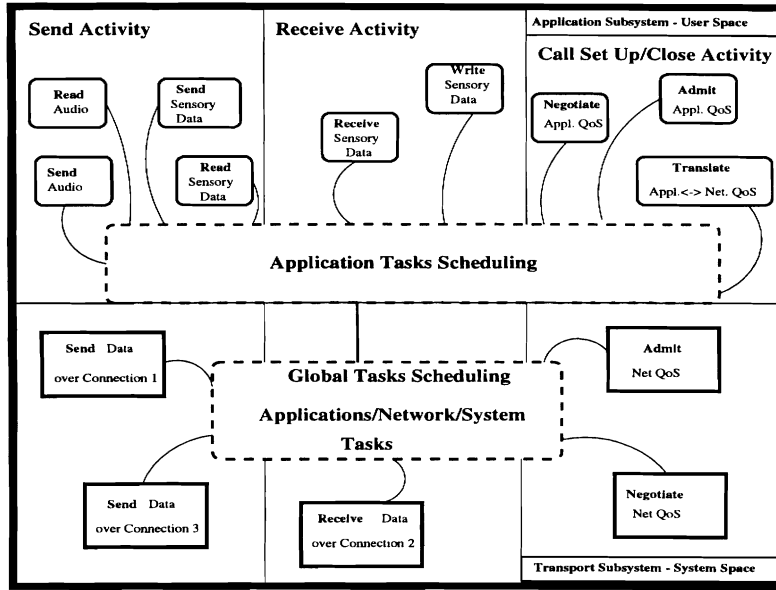 Send Activity
Receive Activity
Application Subsystem - User Space
Call Set Up/Close Activity
Read
Audio
Send
Sensory
Data
Send
Audio
Read
Sensory
Data
Receive
Sensory
Data
Write
Sensory
Data
Negotiate
Appl. QoS
Admit
Appl. QoS
Translate
Appl.<-> Net. QoS
Application Tasks Scheduling
Send Data
over Connection 1
Global Tasks Scheduling
Applications/Network/System
Tasks
Admit
Net QoS
Send Data
over Connection 3
Receive Data
over Connection 2
Negotiate
Net QoS
Transport Subsystem - System Space